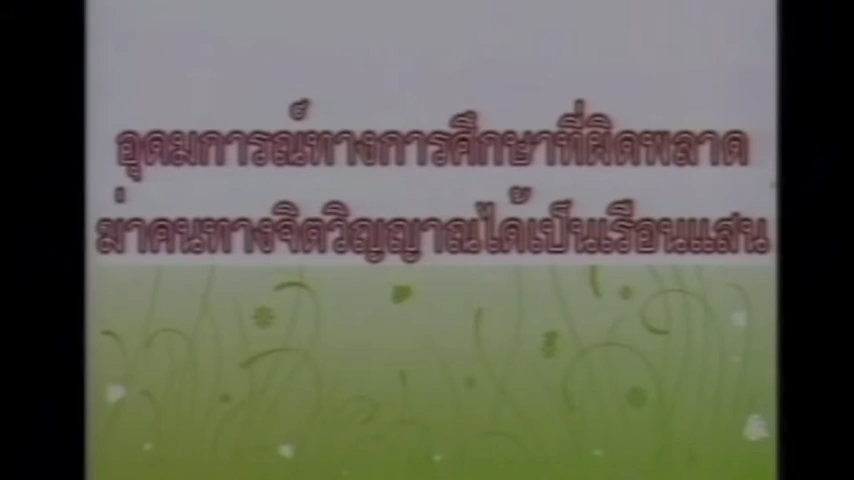 อุดมการณ์ทางการศึกษาที่ผิดพลาด
ฆ่าคนทางจิตวิญญาณได้เป็นเรือนแสน